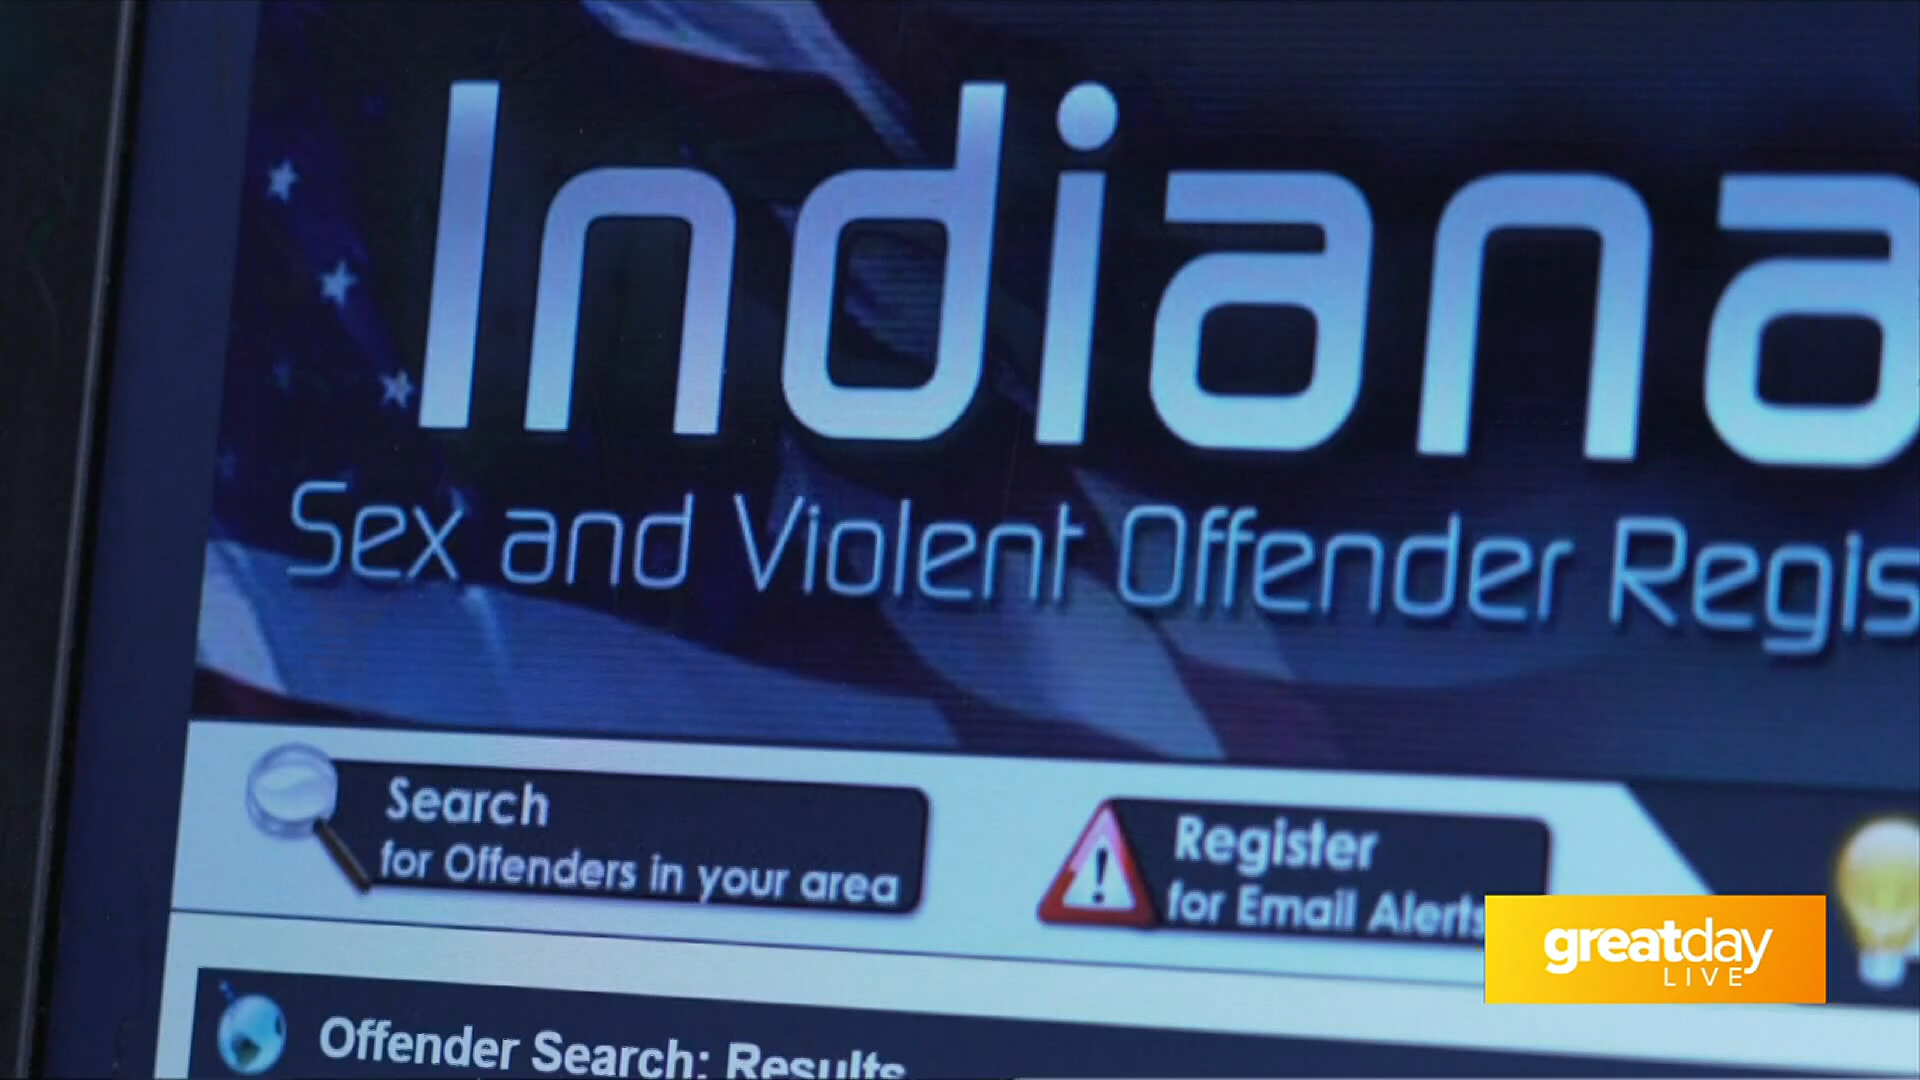 Indiana
Sex and Violent Offender Regis
Search
for Offenders in your area
Register
for Email Alerts
greatday
LIVE
Offender Search: Results